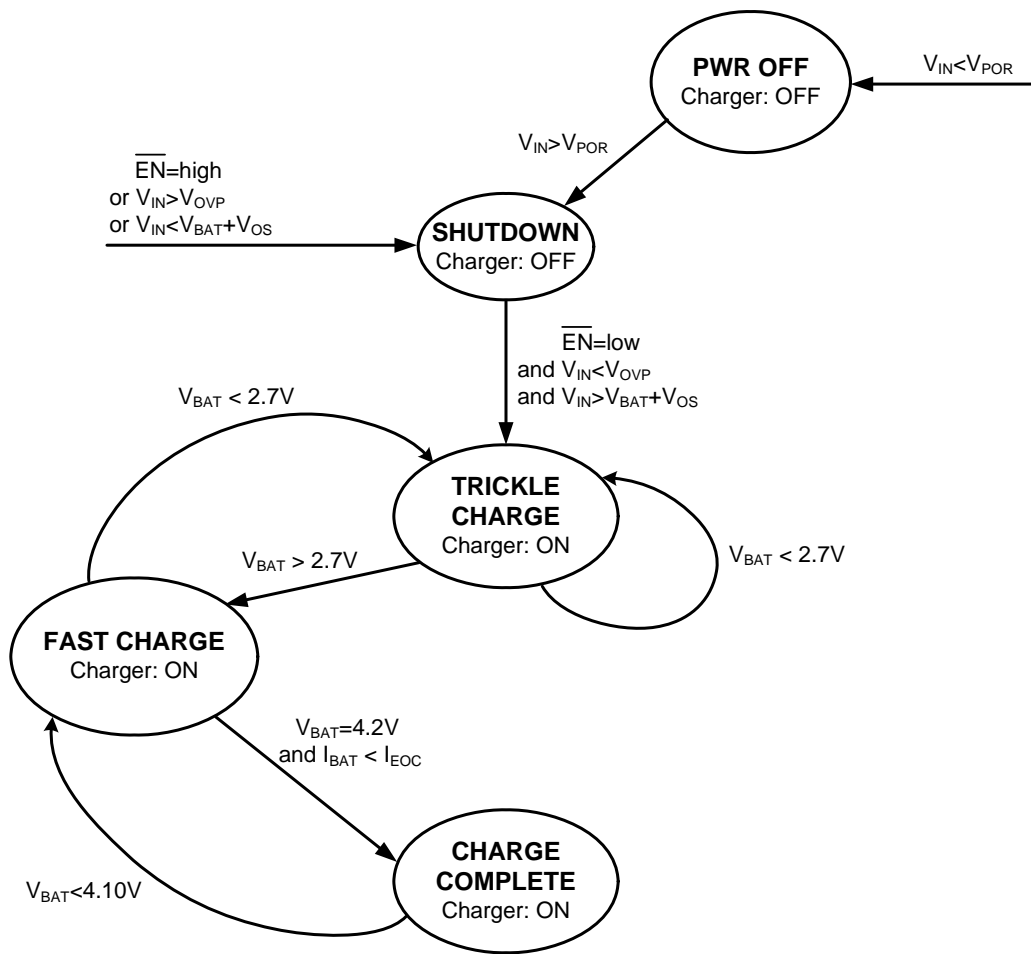 PWR OFF
Charger: OFF
V_IN<V_POR
V_IN>V_POR
E̅N̅=high
or V_IN>V_OVP
or V_IN<V_BAT+V_OS
SHUTDOWN
Charger: OFF
E̅N̅=low
and V_IN<V_OVP
and V_IN>V_BAT+V_OS
V_BAT < 2.7V
TRICKLE
CHARGE
Charger: ON
V_BAT < 2.7V
V_BAT > 2.7V
FAST CHARGE
Charger: ON
V_BAT=4.2V
and I_BAT < I_EOC
CHARGE
COMPLETE
Charger: ON
V_BAT<4.10V